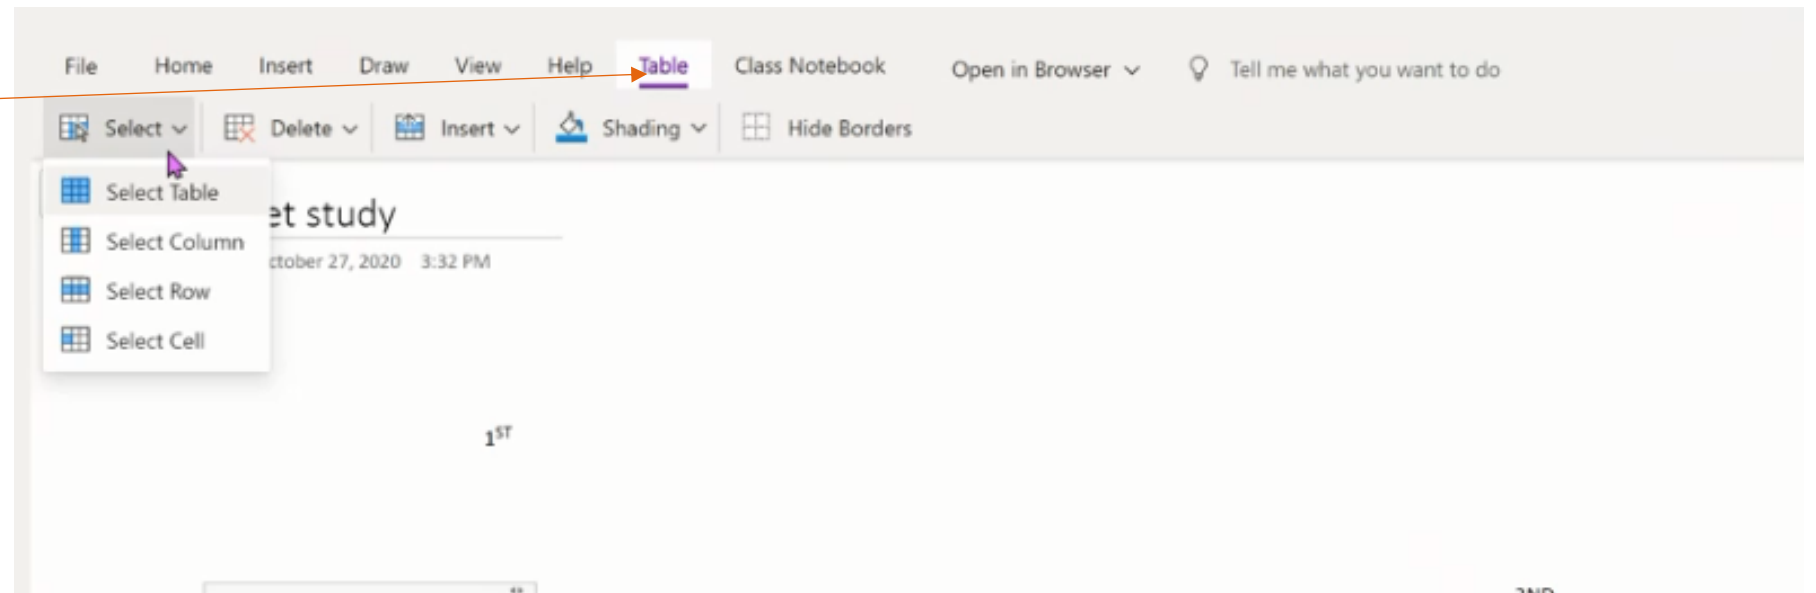 File Home Insert Draw View Help Table Class Notebook Open in Browser Tell me what you want to do
Select Delete Insert Shading Hide Borders
Select Table
Select Column
Select Row
Select Cell
et study
ctober 27, 2020 3:32 PM
1ST
2ND